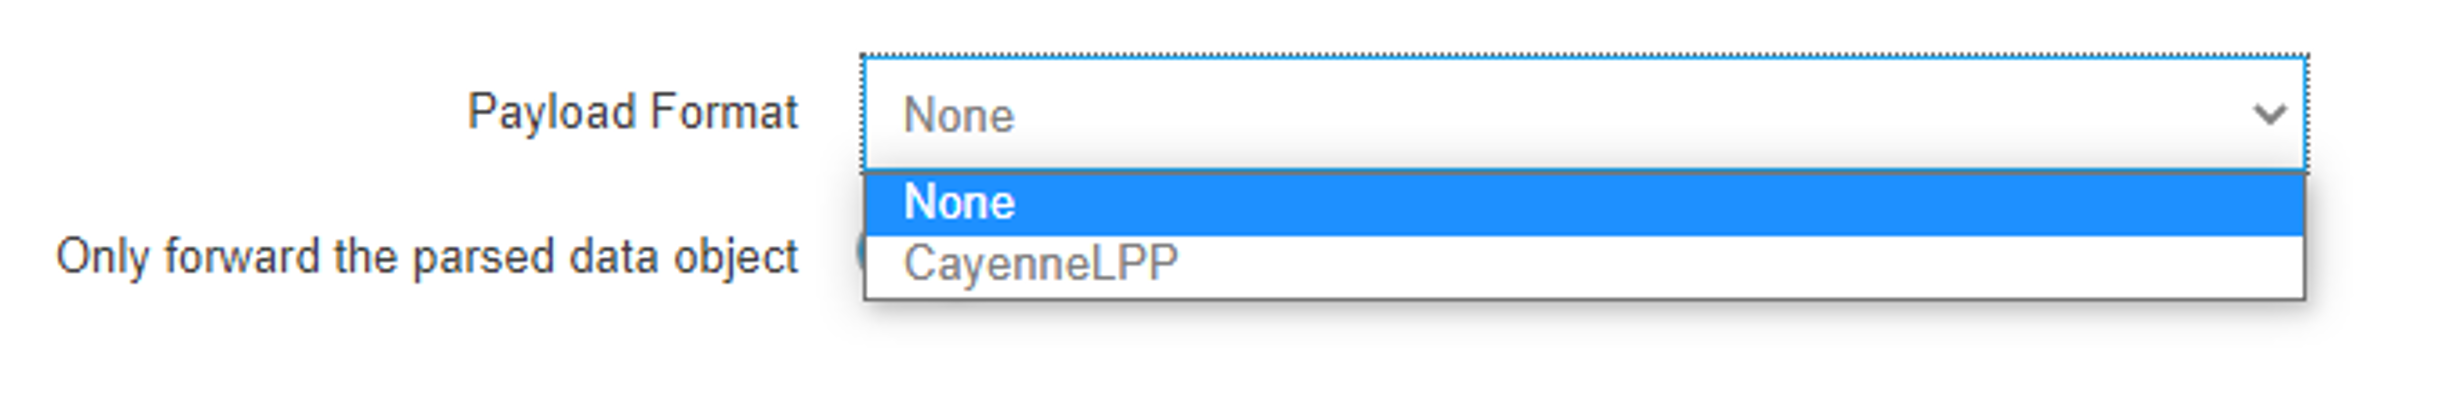 Payload Format None
None
Only forward the parsed data object CayenneLPP